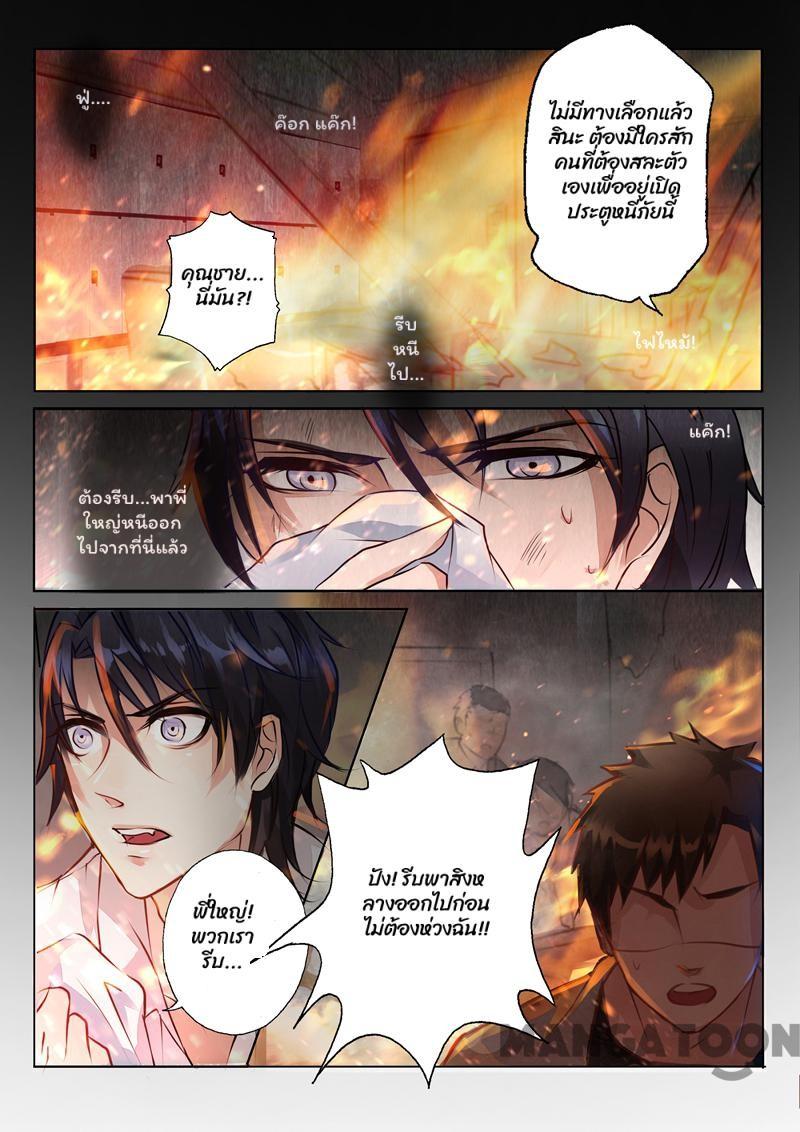 ฟู่....
ค๊อก แค๊ก!
ไม่มีทางเลือกแล้ว
สินะ ต้องมีใครสัก
คนที่ต้องสละตัว
เองเพื่ออยู่เปิด
ประตูหนีภัยนี้
คุณชาย...
นี่มัน?!
รีบ
หนี
ไป...
ไฟไหม้!
แค๊ก!
ต้องรีบ...พาพี่
ใหญ่หนีออก
ไปจากที่นี่แล้ว
ปัง! รีบพาสิงห
ลางออกไปก่อน
ไม่ต้องห่วงฉัน!!
พี่ใหญ่!
พวกเรา
รีบ...
MANGATOON